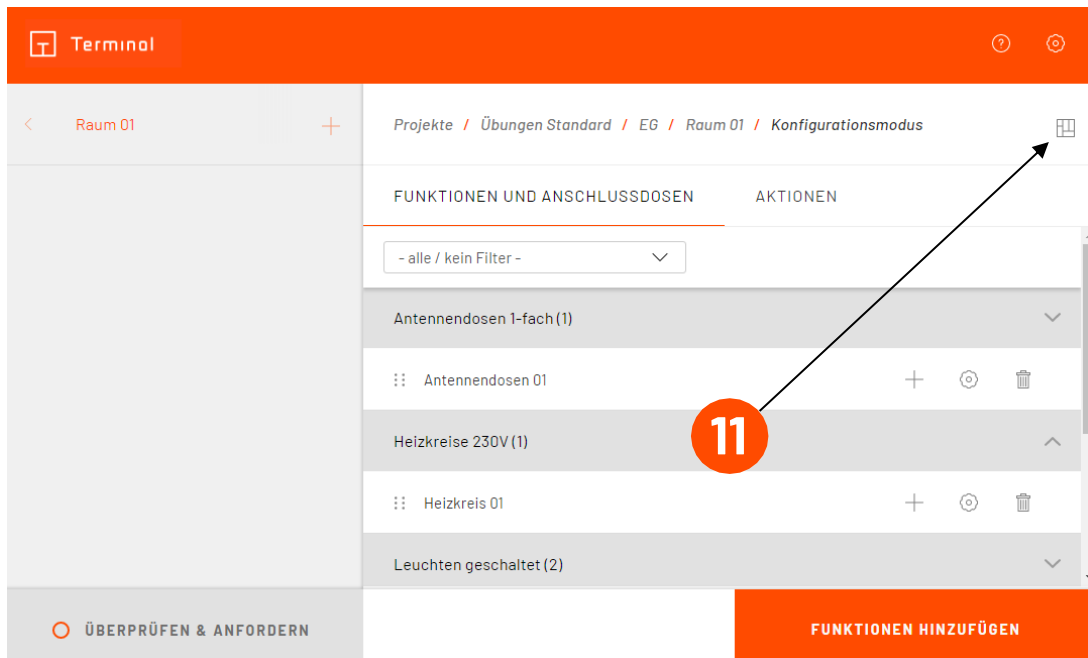 Terminal
Raum 01
Projekte / Übungen Standard / EG / Raum 01 / Konfigurationsmodus
FUNKTIONEN UND ANSCHLUSSDOSEN
AKTIONEN
- alle / kein Filter -
Antennendosen 1-fach (1)
Antennendosen 01
11
Heizkreise 230V (1)
Heizkreis 01
Leuchten geschaltet (2)
ÜBERPRÜFEN & ANFORDERN
FUNKTIONEN HINZUFÜGEN